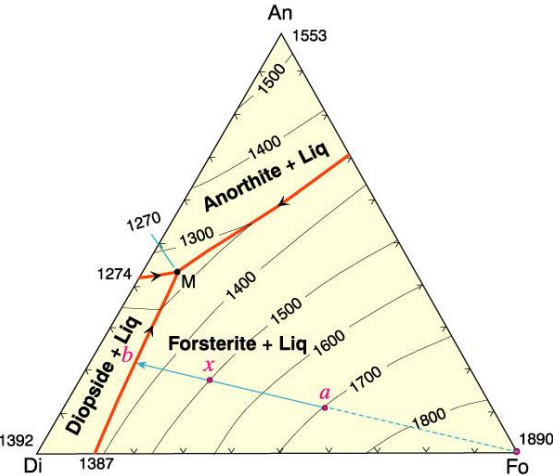 An
1553
1500
1400
Anorthite + Liq
1270
1300
1274
M
1400
1500
Forsterite + Liq
1600
Diopside + Liq
b
x
a
1700
1800
1392
1890
Di
1387
Fo